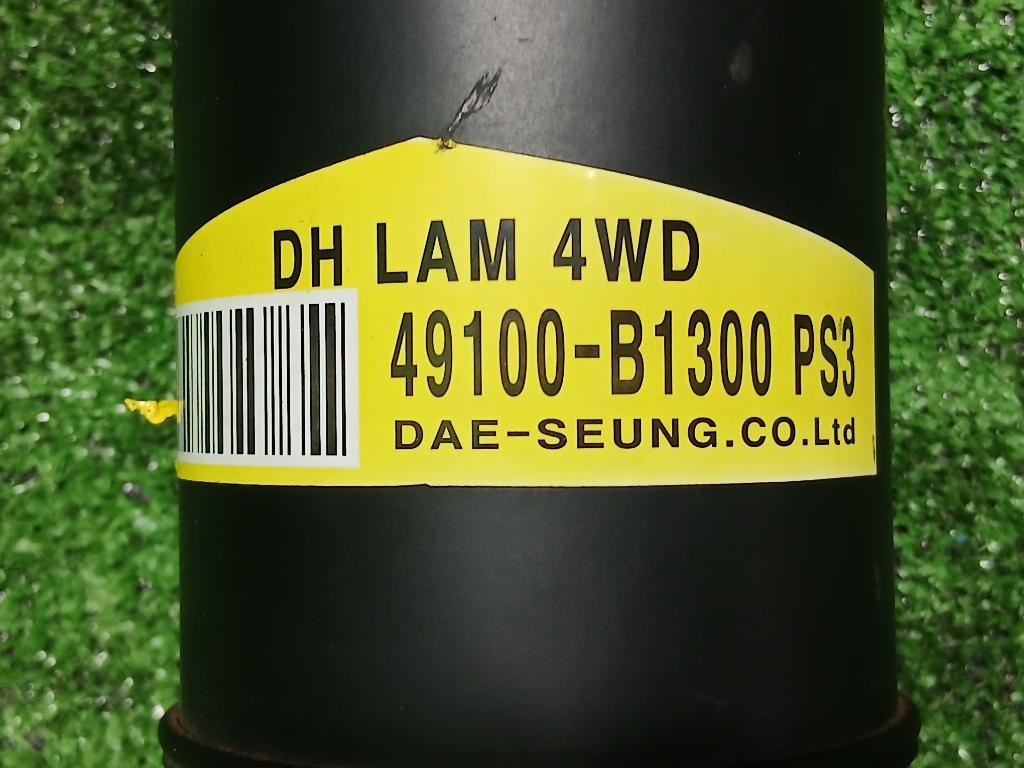 DH LAM 4WD
49100-B1300 PS3
DAE-SEUNG.CO.Ltd